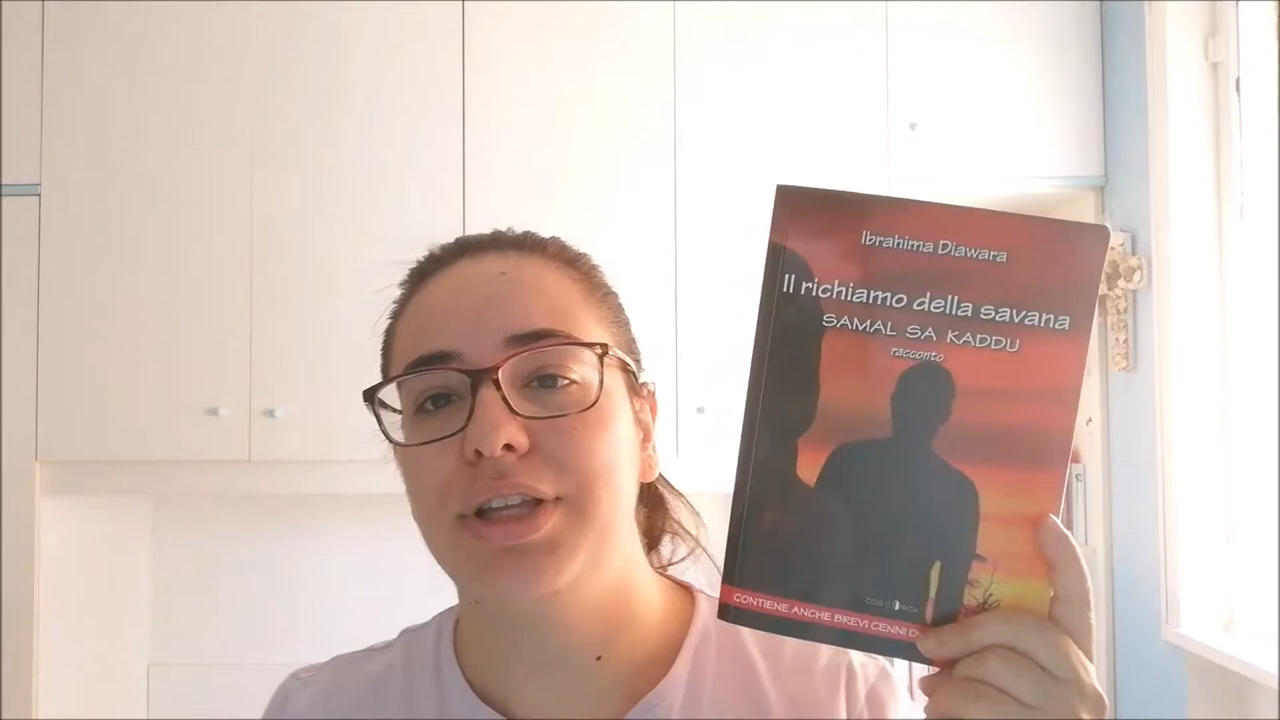 Ibrahima Diawara
Il richiamo della savana
SAMAL SA KADDU
racconto
CONTIENE ANCHE BREVI CENNI